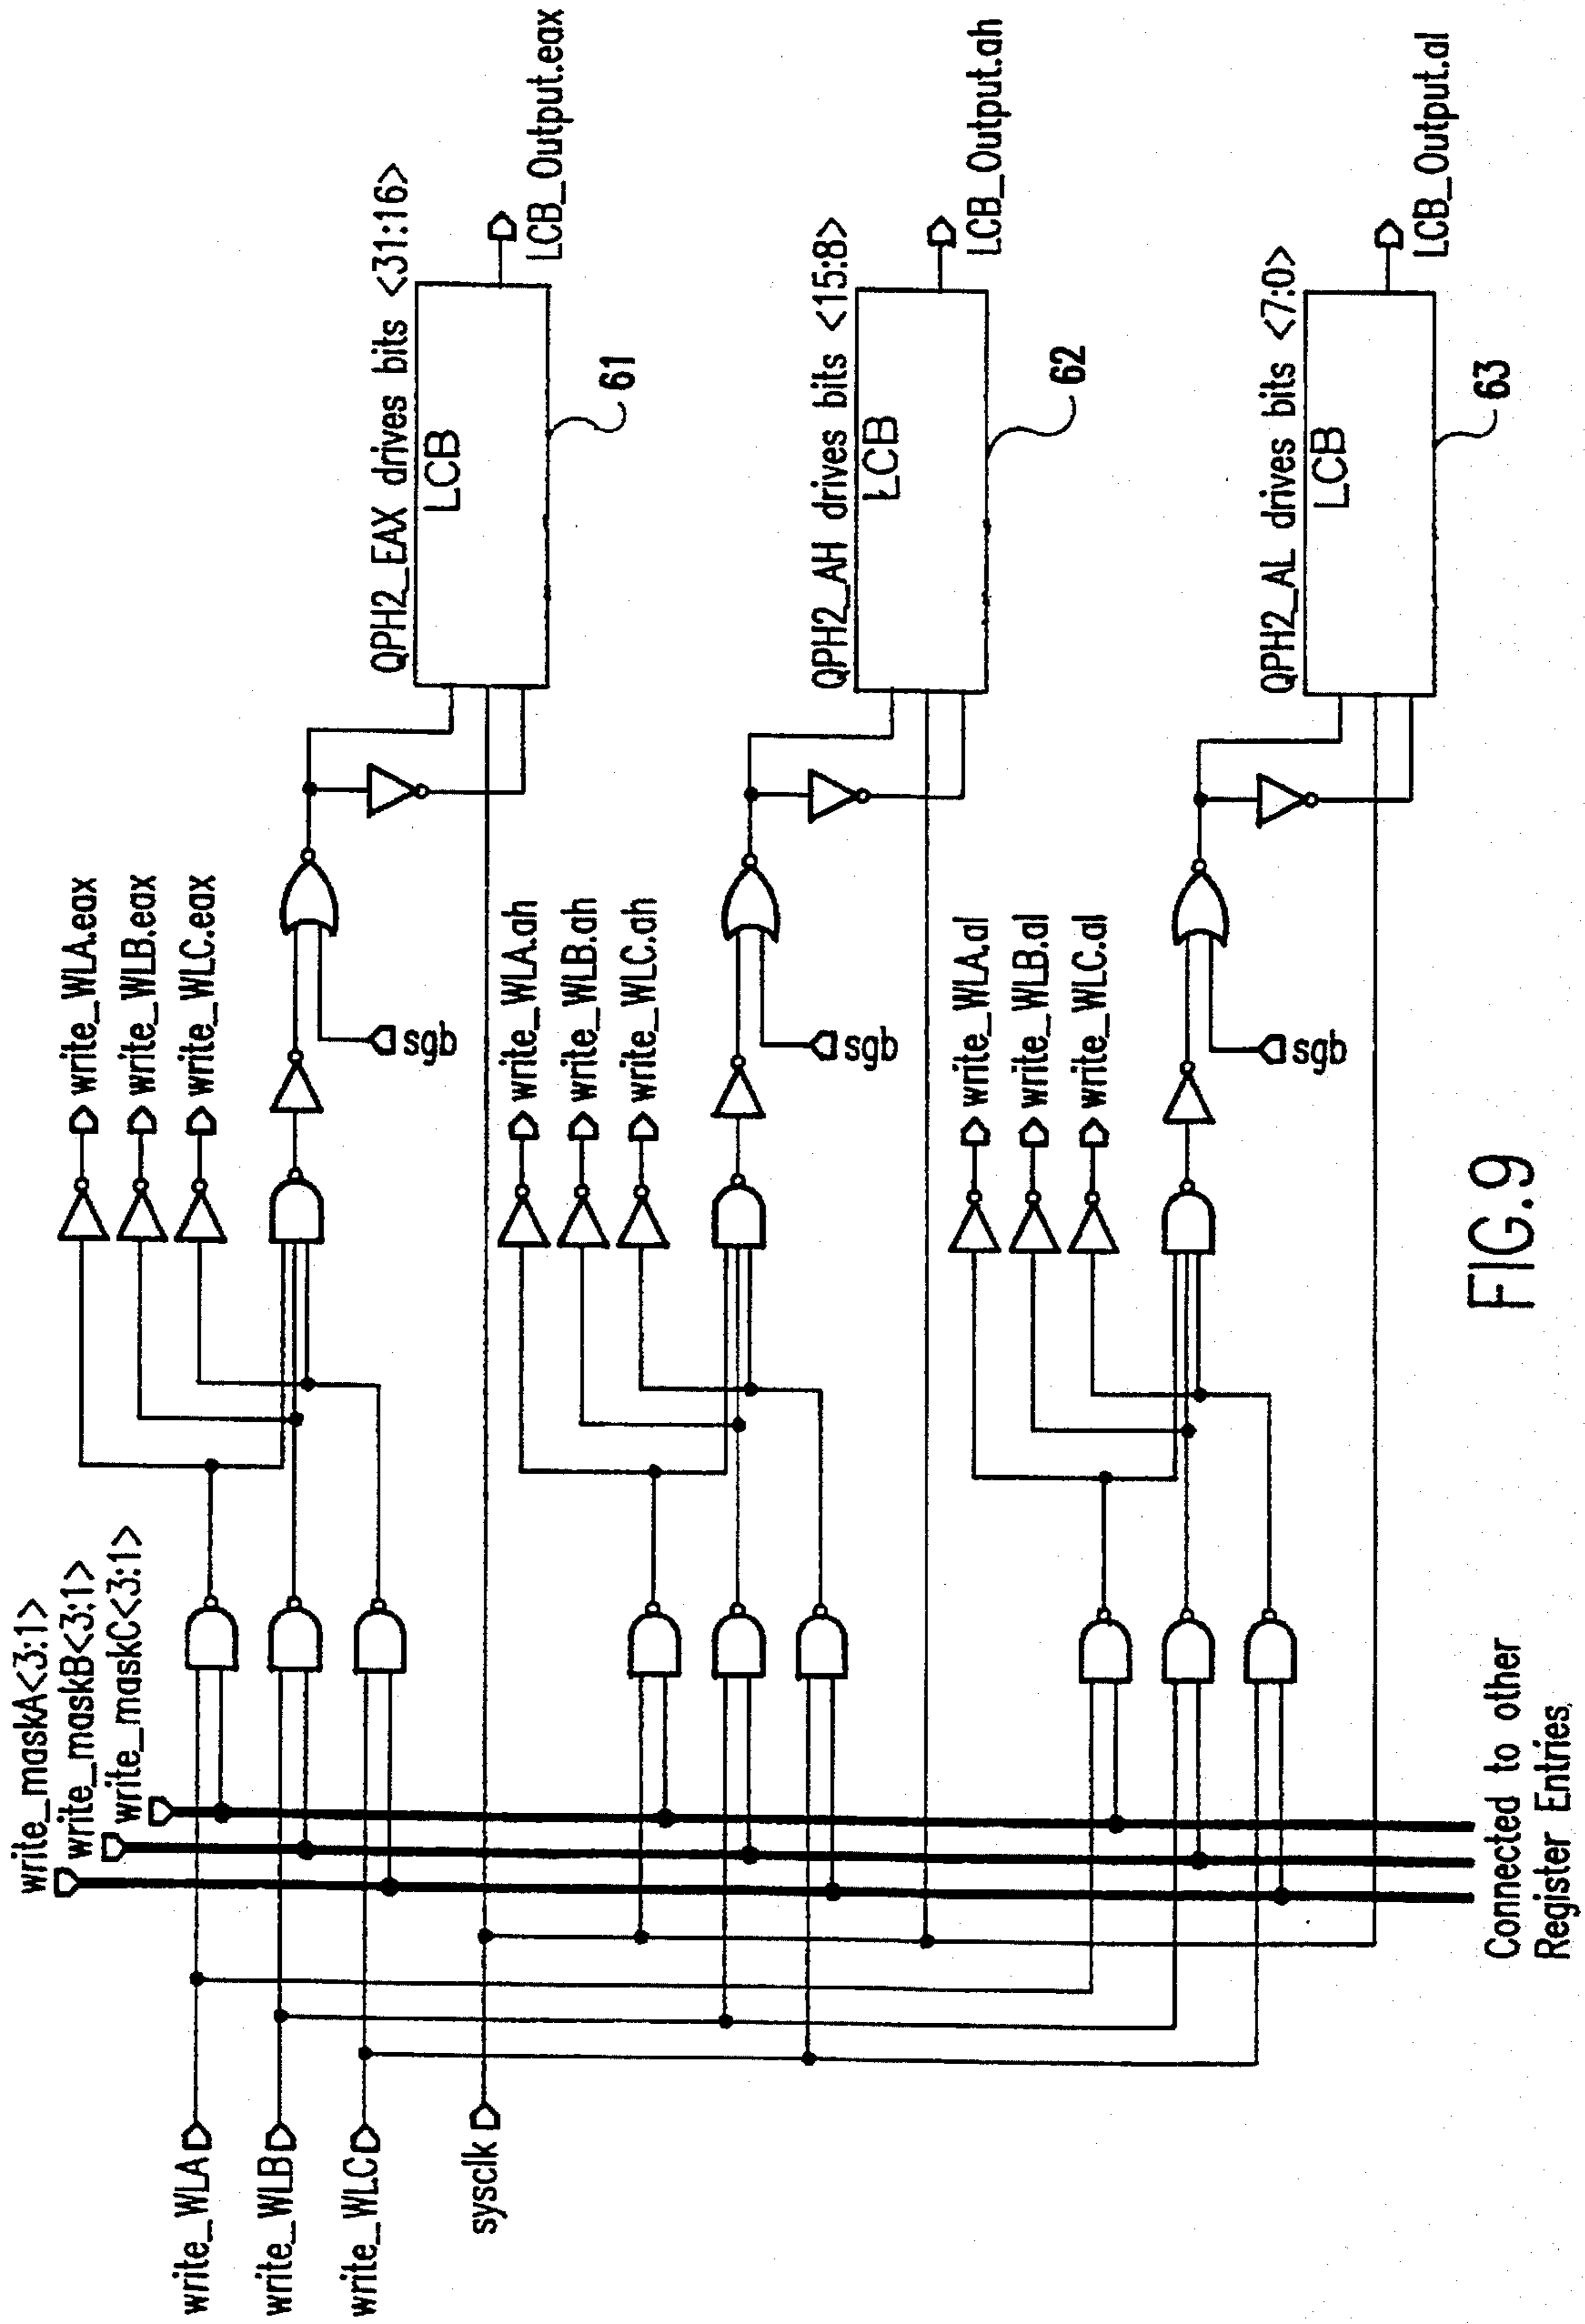 write_maskA<3:1>
write_maskB<3:1>
write_maskC<3:1>
write_WLA
write_WLB
write_WLC
sysclk
write_WLA.eax
write_WLB.eax
write_WLC.eax
sgb
QPH2_EAX drives bits <31:16>
LCB
61
LCB_Output.eax
write_WLA.ah
write_WLB.ah
write_WLC.ah
sgb
QPH2_AH drives bits <15:8>
LCB
62
LCB_Output.ah
write_WLA.al
write_WLB.al
write_WLC.al
sgb
QPH2_AL drives bits <7:0>
LCB
63
LCB_Output.al
Connected to other
Register Entries
FIG.9